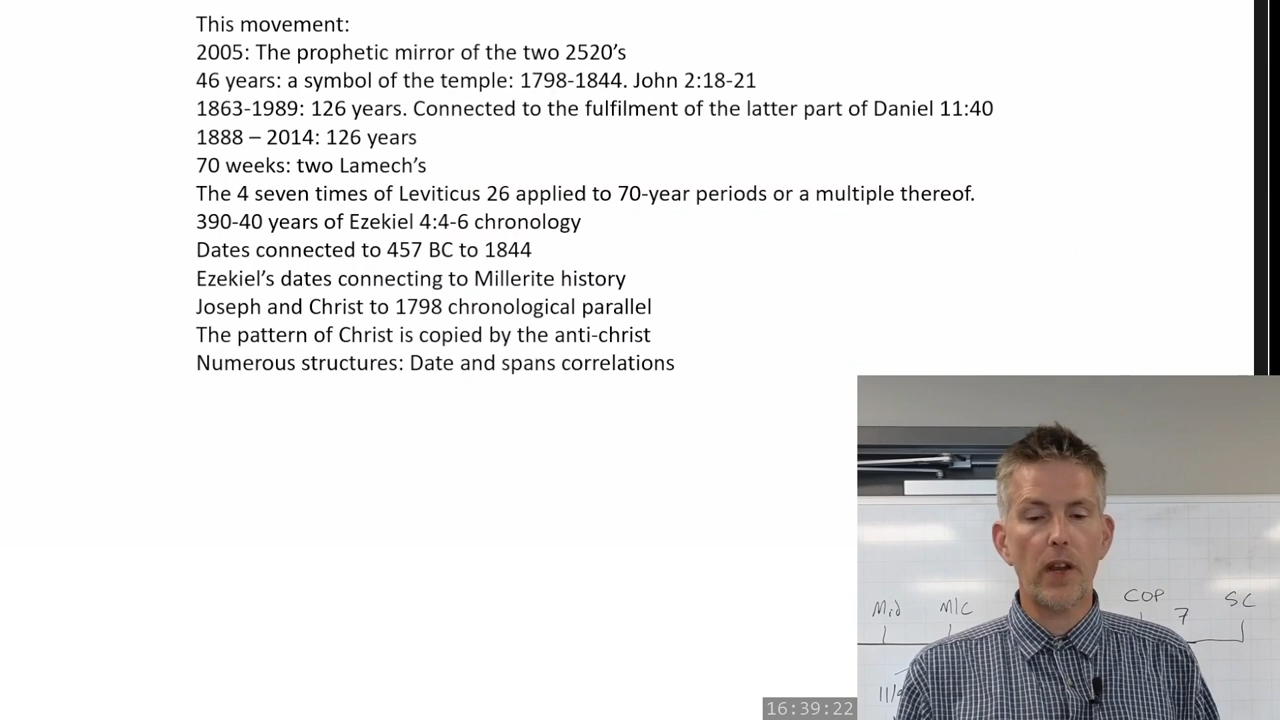 This movement:
2005: The prophetic mirror of the two 2520's
46 years: a symbol of the temple: 1798-1844. John 2:18-21
1863-1989: 126 years. Connected to the fulfilment of the latter part of Daniel 11:40
1888 – 2014: 126 years
70 weeks: two Lamech's
The 4 seven times of Leviticus 26 applied to 70-year periods or a multiple thereof.
390-40 years of Ezekiel 4:4-6 chronology
Dates connected to 457 BC to 1844
Ezekiel's dates connecting to Millerite history
Joseph and Christ to 1798 chronological parallel
The pattern of Christ is copied by the anti-christ
Numerous structures: Date and spans correlations
Mid M/C COP 7 SC
16:39:22